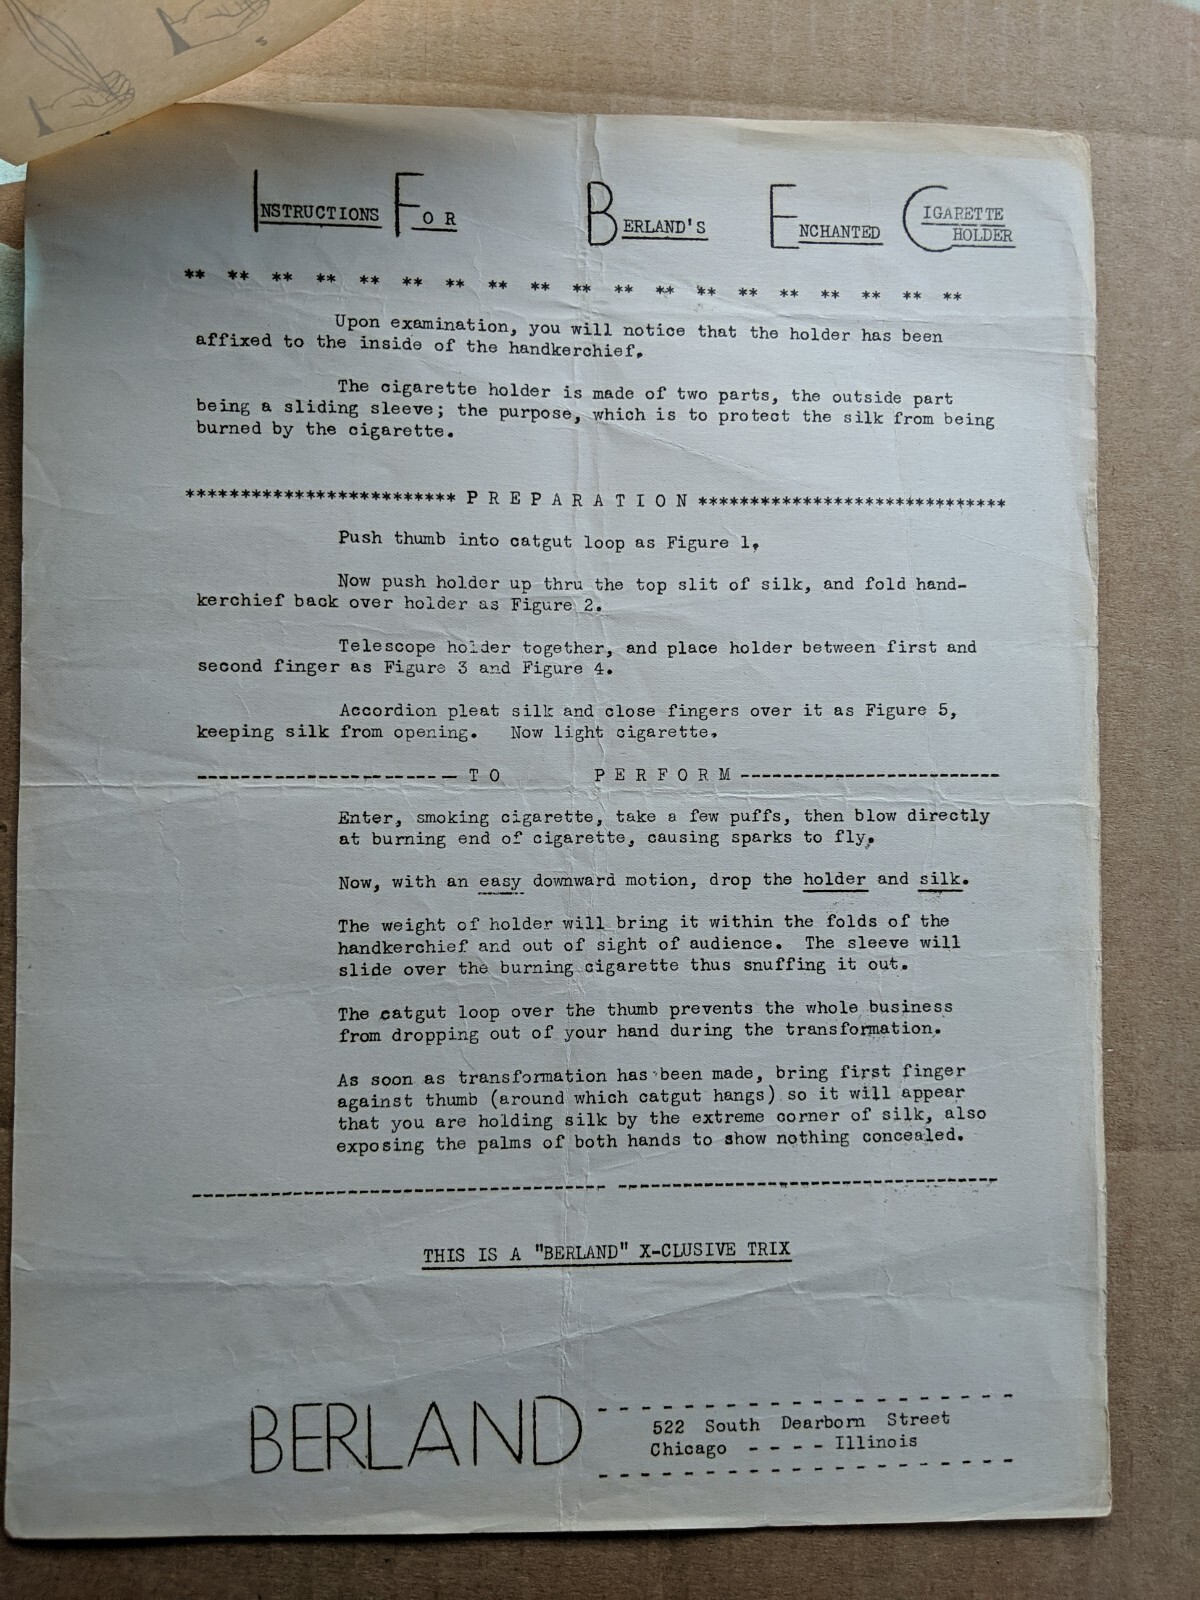 5
INSTRUCTIONS FOR BERLAND'S ENCHANTED CIGARETTE HOLDER
** ** ** ** ** ** ** ** ** ** ** ** ** ** ** ** ** ** **
Upon examination, you will notice that the holder has been
affixed to the inside of the handkerchief.
The cigarette holder is made of two parts, the outside part
being a sliding sleeve; the purpose, which is to protect the silk from being
burned by the cigarette.
************************* P R E P A R A T I O N ******************************
Push thumb into catgut loop as Figure 1.
Now push holder up thru the top slit of silk, and fold hand-
kerchief back over holder as Figure 2.
Telescope holder together, and place holder between first and
second finger as Figure 3 and Figure 4.
Accordion pleat silk and close fingers over it as Figure 5,
keeping silk from opening. Now light cigarette.
------------------------- T O P E R F O R M -------------------------
Enter, smoking cigarette, take a few puffs, then blow directly
at burning end of cigarette, causing sparks to fly.
Now, with an easy downward motion, drop the holder and silk.
The weight of holder will bring it within the folds of the
handkerchief and out of sight of audience. The sleeve will
slide over the burning cigarette thus snuffing it out.
The catgut loop over the thumb prevents the whole business
from dropping out of your hand during the transformation.
As soon as transformation has been made, bring first finger
against thumb (around which catgut hangs) so it will appear
that you are holding silk by the extreme corner of silk, also
exposing the palms of both hands to show nothing concealed.
THIS IS A "BERLAND" X-CLUSIVE TRIX
BERLAND
522 South Dearborn Street
Chicago - - - - Illinois